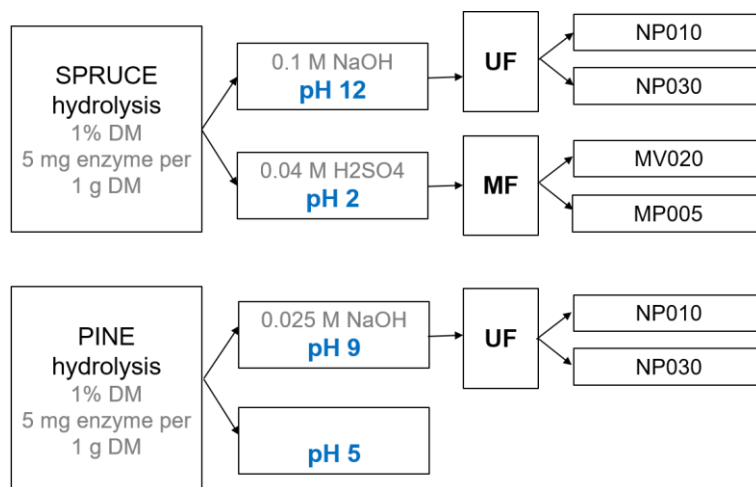 SPRUCE
hydrolysis
1% DM
5 mg enzyme per
1 g DM
0.1 M NaOH
pH 12
UF
NP010
NP030
0.04 M H2SO4
pH 2
MF
MV020
MP005
PINE
hydrolysis
1% DM
5 mg enzyme per
1 g DM
0.025 M NaOH
pH 9
UF
NP010
NP030
pH 5